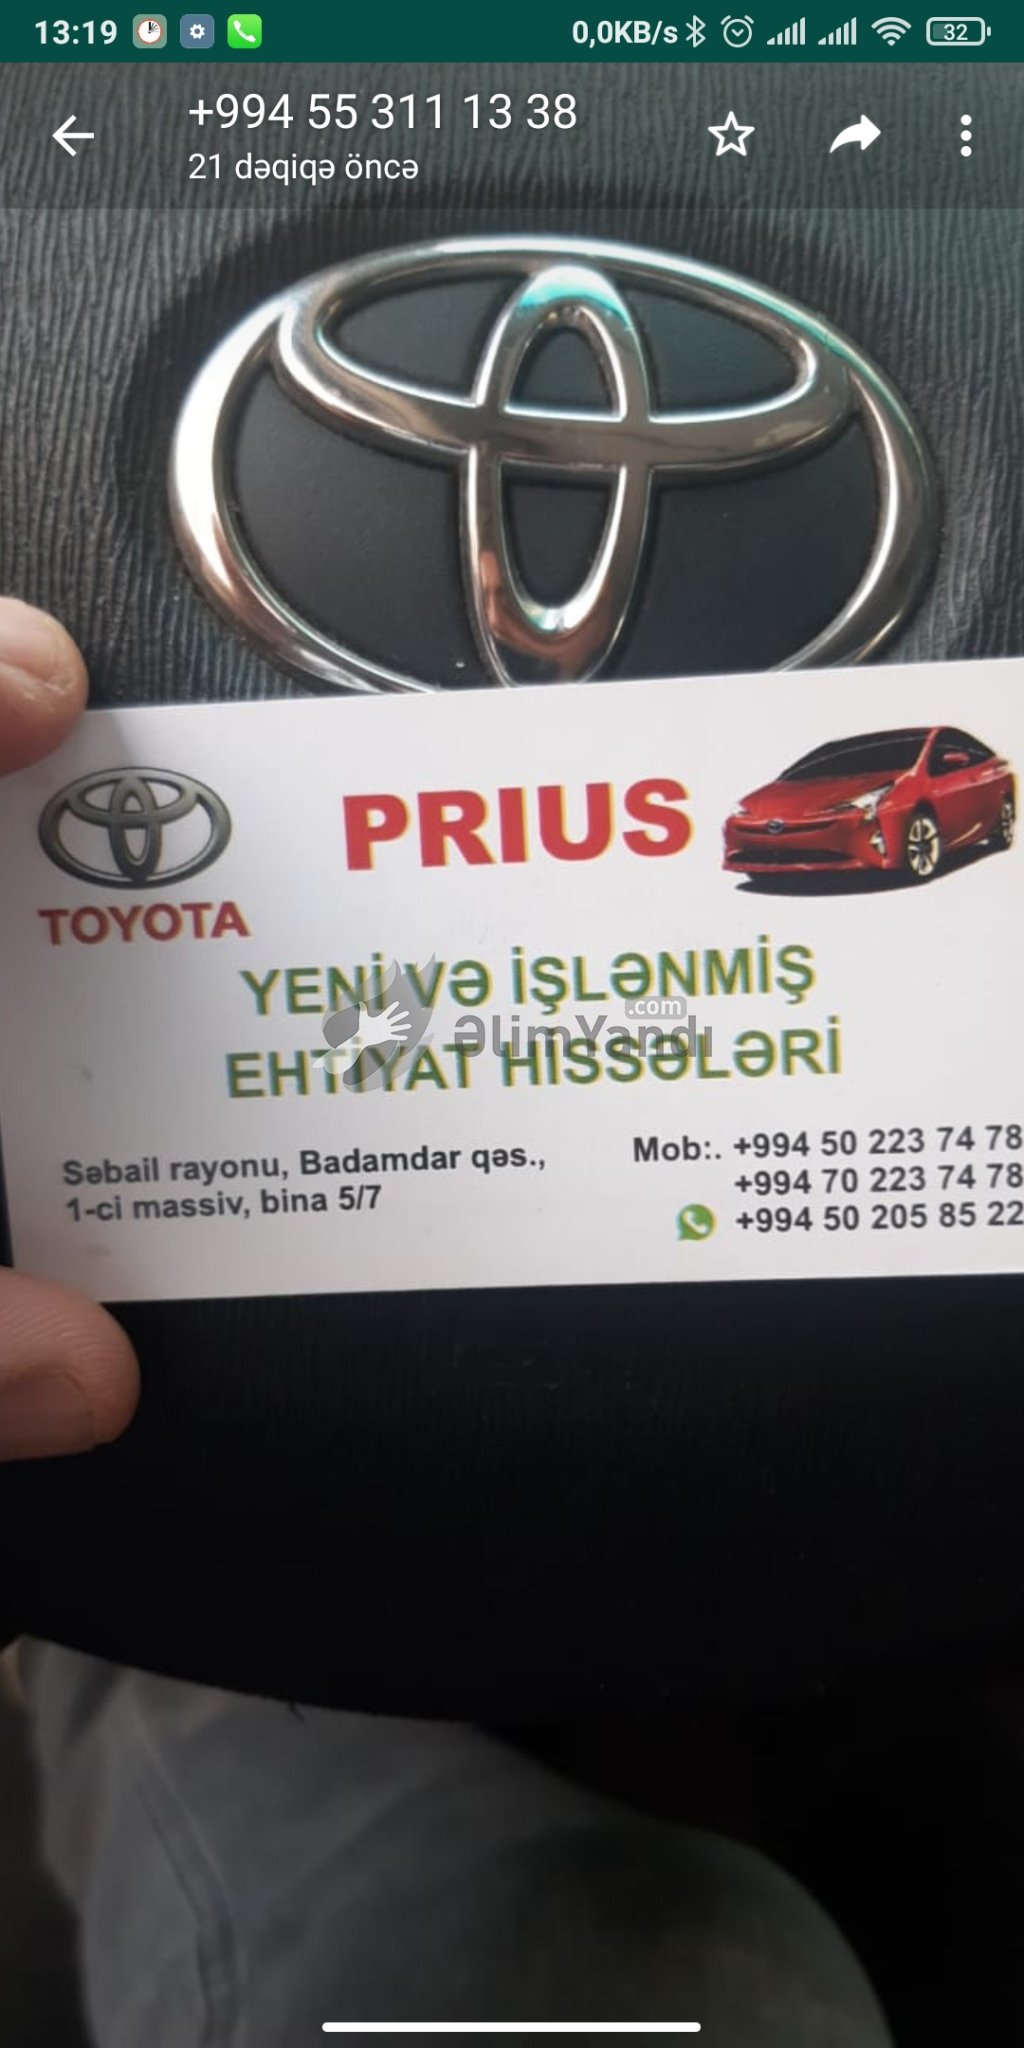 13:19
0,0KB/s
32
+994 55 311 13 38
21 dəqiqə öncə
PRIUS
TOYOTA
YENİ VƏ İŞLƏNMİŞ
.com
ƏlimYandı
EHTİYAT HİSSƏLƏRİ
Səbail rayonu, Badamdar qəs.,
1-ci massiv, bina 5/7
Mob:. +994 50 223 74 78
+994 70 223 74 78
+994 50 205 85 22